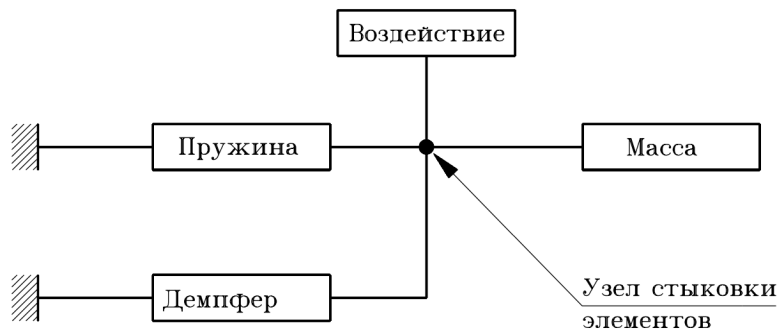 Воздействие
Пружина
Масса
Демпфер
Узел стыковки
элементов